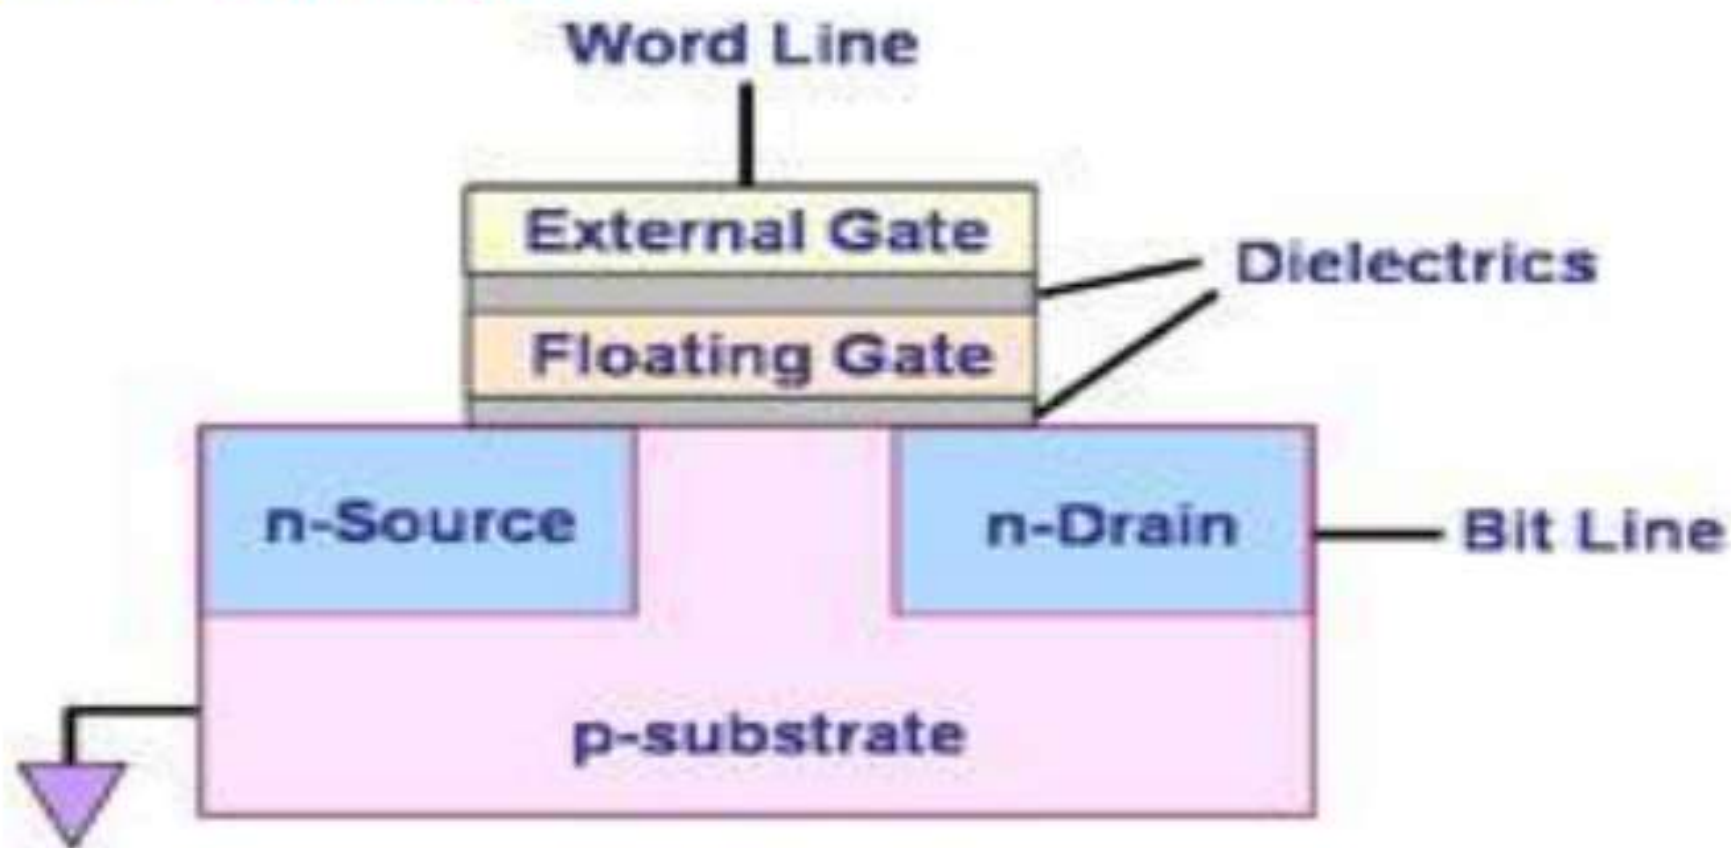 Word Line
External Gate
Dielectrics
Floating Gate
n-Source
n-Drain
Bit Line
p-substrate